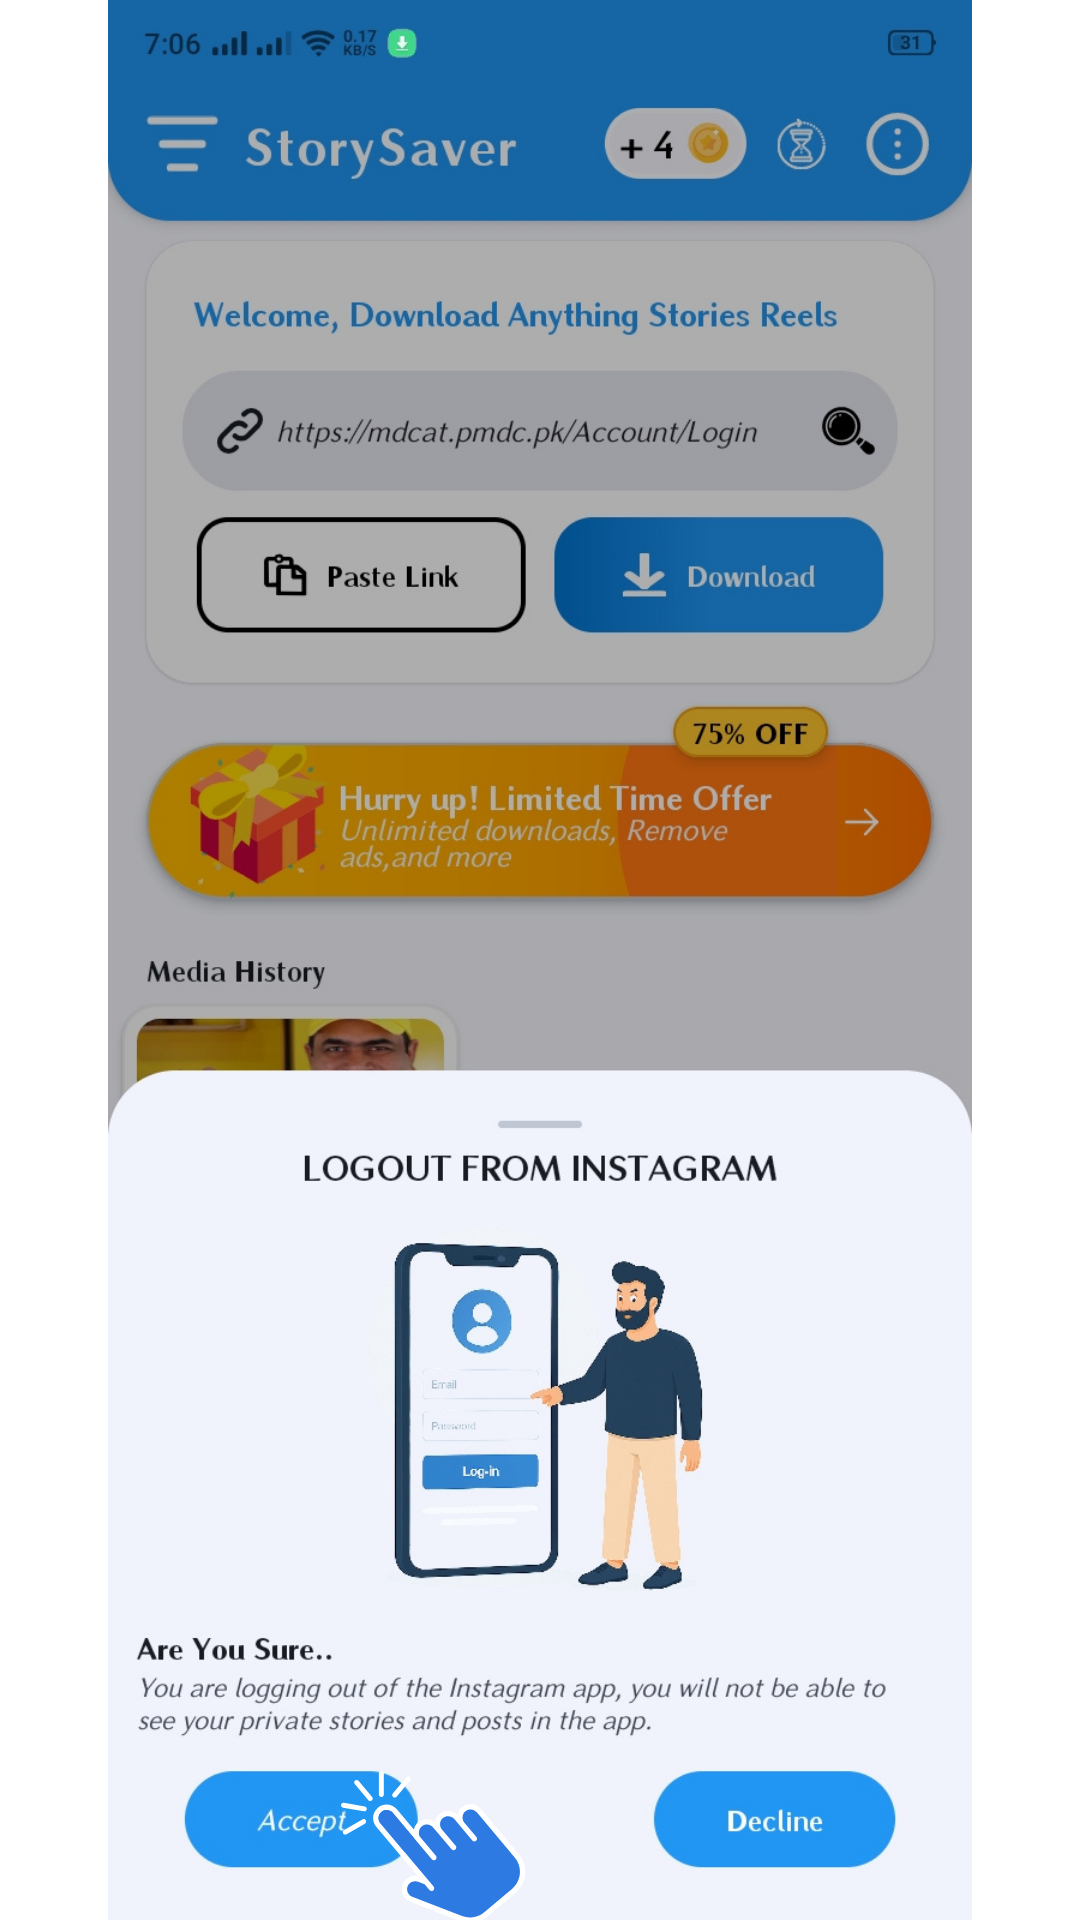 7:06 0.17 KB/S 31
StorySaver +4
Welcome, Download Anything Stories Reels
https://mdcat.pmdc.pk/Account/Login
Paste Link Download
75% OFF
Hurry up! Limited Time Offer
Unlimited downloads, Remove
ads,and more
Media History
LOGOUT FROM INSTAGRAM
Email
Password
Log-in
Are You Sure..
You are logging out of the Instagram app, you will not be able to
see your private stories and posts in the app.
Accept Decline